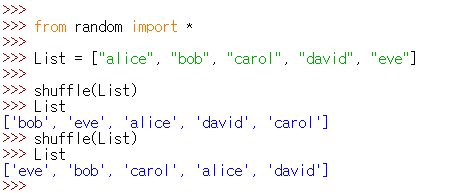 >>>
>>> from random import *
>>>
>>> List = ["alice", "bob", "carol", "david", "eve"]
>>>
>>> shuffle(List)
>>> List
['bob', 'eve', 'alice', 'david', 'carol']
>>> shuffle(List)
>>> List
['eve', 'bob', 'carol', 'alice', 'david']
>>>